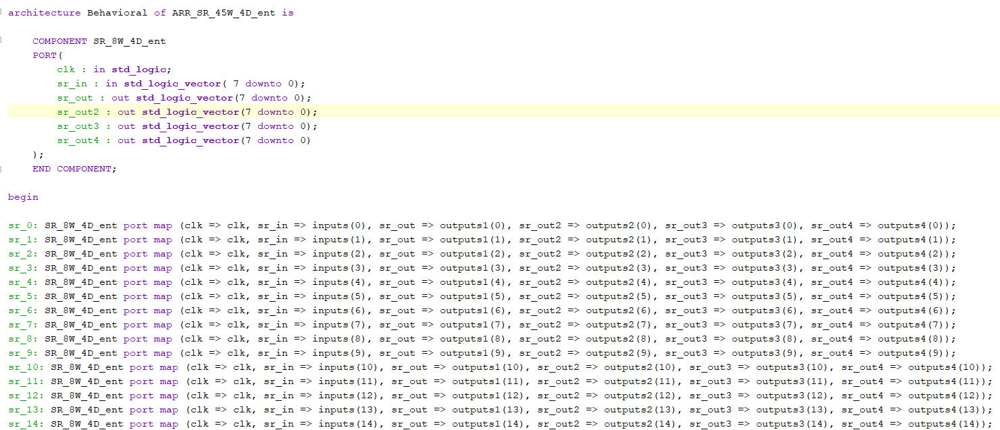 architecture Behavioral of ARR_SR_45W_4D_ent is
COMPONENT SR_8W_4D_ent
PORT(
clk : in std_logic;
sr_in : in std_logic_vector( 7 downto 0);
sr_out : out std_logic_vector(7 downto 0);
sr_out2 : out std_logic_vector(7 downto 0);
sr_out3 : out std_logic_vector(7 downto 0);
sr_out4 : out std_logic_vector(7 downto 0)
);
END COMPONENT;
begin
sr_0: SR_8W_4D_ent port map (clk => clk, sr_in => inputs(0), sr_out => outputs1(0), sr_out2 => outputs2(0), sr_out3 => outputs3(0), sr_out4 => outputs4(0));
sr_1: SR_8W_4D_ent port map (clk => clk, sr_in => inputs(1), sr_out => outputs1(1), sr_out2 => outputs2(1), sr_out3 => outputs3(1), sr_out4 => outputs4(1));
sr_2: SR_8W_4D_ent port map (clk => clk, sr_in => inputs(2), sr_out => outputs1(2), sr_out2 => outputs2(2), sr_out3 => outputs3(2), sr_out4 => outputs4(2));
sr_3: SR_8W_4D_ent port map (clk => clk, sr_in => inputs(3), sr_out => outputs1(3), sr_out2 => outputs2(3), sr_out3 => outputs3(3), sr_out4 => outputs4(3));
sr_4: SR_8W_4D_ent port map (clk => clk, sr_in => inputs(4), sr_out => outputs1(4), sr_out2 => outputs2(4), sr_out3 => outputs3(4), sr_out4 => outputs4(4));
sr_5: SR_8W_4D_ent port map (clk => clk, sr_in => inputs(5), sr_out => outputs1(5), sr_out2 => outputs2(5), sr_out3 => outputs3(5), sr_out4 => outputs4(5));
sr_6: SR_8W_4D_ent port map (clk => clk, sr_in => inputs(6), sr_out => outputs1(6), sr_out2 => outputs2(6), sr_out3 => outputs3(6), sr_out4 => outputs4(6));
sr_7: SR_8W_4D_ent port map (clk => clk, sr_in => inputs(7), sr_out => outputs1(7), sr_out2 => outputs2(7), sr_out3 => outputs3(7), sr_out4 => outputs4(7));
sr_8: SR_8W_4D_ent port map (clk => clk, sr_in => inputs(8), sr_out => outputs1(8), sr_out2 => outputs2(8), sr_out3 => outputs3(8), sr_out4 => outputs4(8));
sr_9: SR_8W_4D_ent port map (clk => clk, sr_in => inputs(9), sr_out => outputs1(9), sr_out2 => outputs2(9), sr_out3 => outputs3(9), sr_out4 => outputs4(9));
sr_10: SR_8W_4D_ent port map (clk => clk, sr_in => inputs(10), sr_out => outputs1(10), sr_out2 => outputs2(10), sr_out3 => outputs3(10), sr_out4 => outputs4(10));
sr_11: SR_8W_4D_ent port map (clk => clk, sr_in => inputs(11), sr_out => outputs1(11), sr_out2 => outputs2(11), sr_out3 => outputs3(11), sr_out4 => outputs4(11));
sr_12: SR_8W_4D_ent port map (clk => clk, sr_in => inputs(12), sr_out => outputs1(12), sr_out2 => outputs2(12), sr_out3 => outputs3(12), sr_out4 => outputs4(12));
sr_13: SR_8W_4D_ent port map (clk => clk, sr_in => inputs(13), sr_out => outputs1(13), sr_out2 => outputs2(13), sr_out3 => outputs3(13), sr_out4 => outputs4(13));
sr_14: SR_8W_4D_ent port map (clk => clk, sr_in => inputs(14), sr_out => outputs1(14), sr_out2 => outputs2(14), sr_out3 => outputs3(14), sr_out4 => outputs4(14));